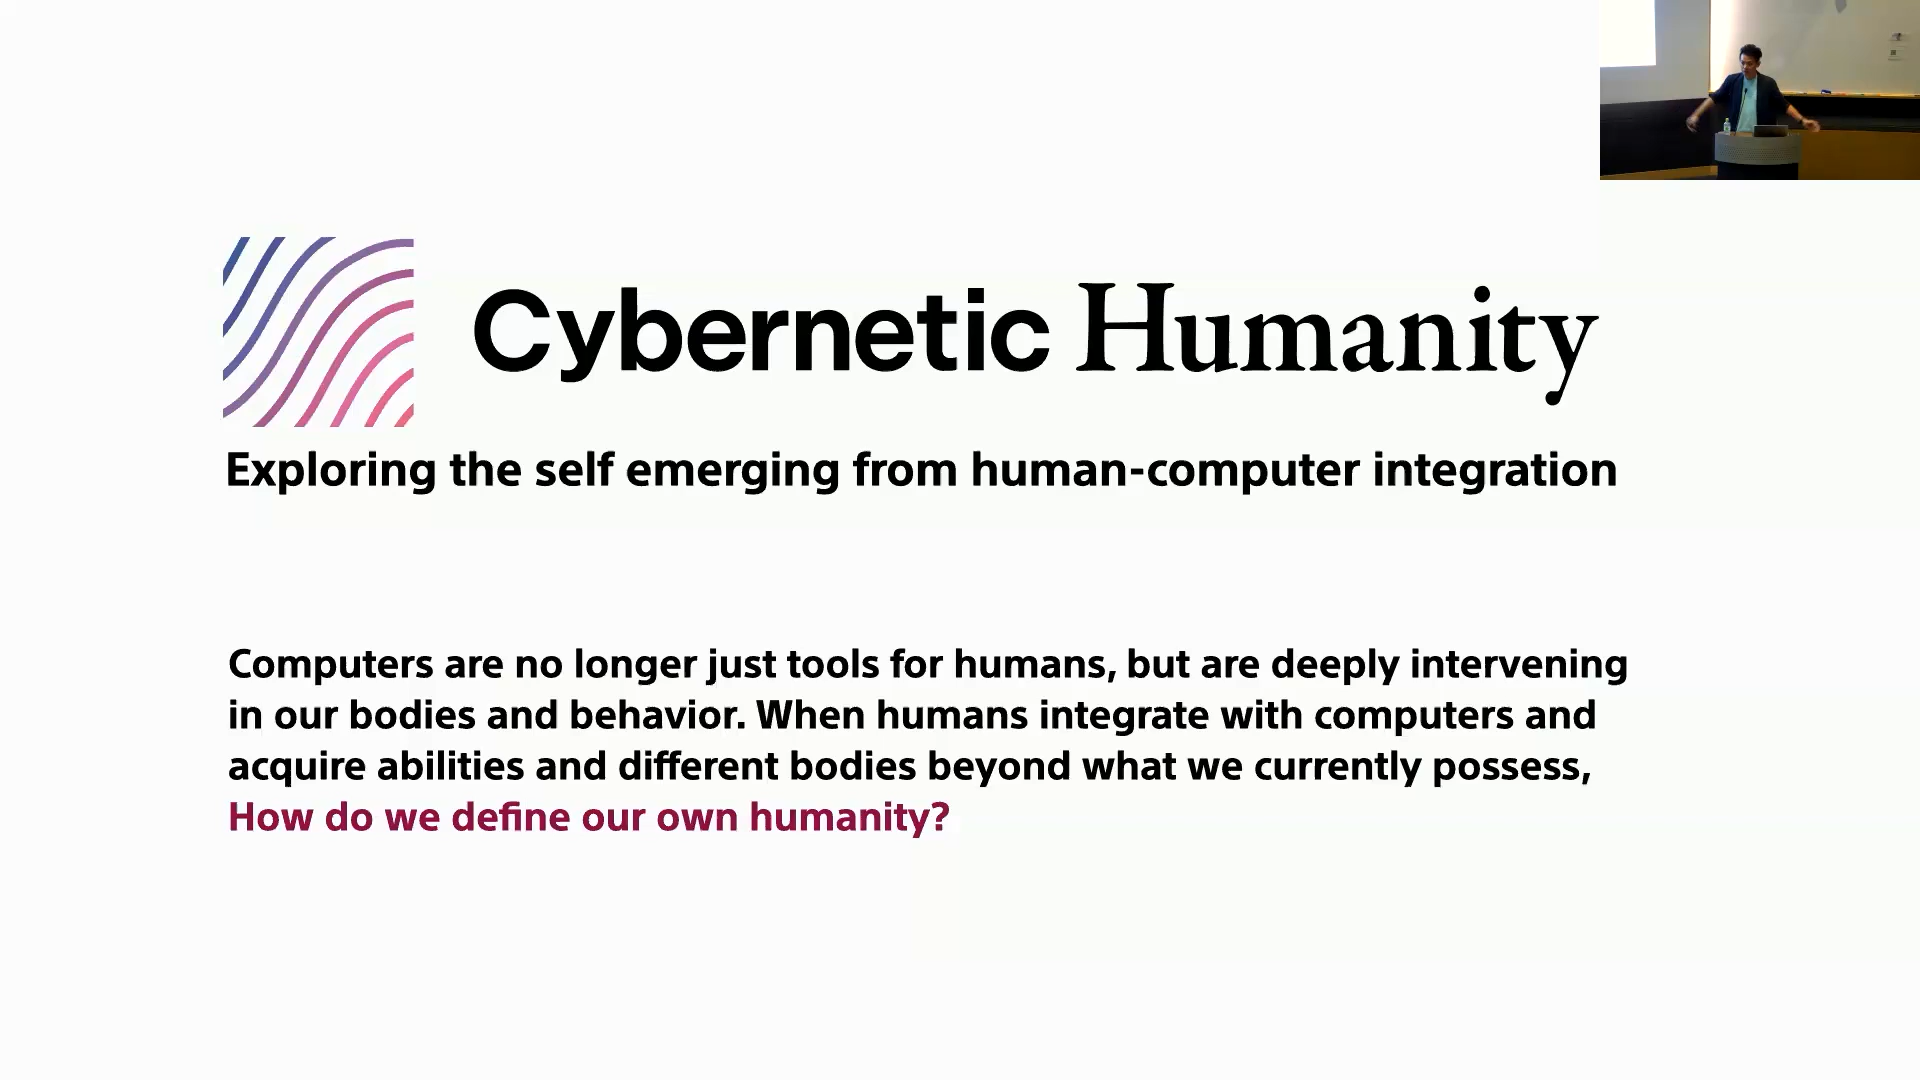 Cybernetic Humanity
Exploring the self emerging from human-computer integration
Computers are no longer just tools for humans, but are deeply intervening
in our bodies and behavior. When humans integrate with computers and
acquire abilities and different bodies beyond what we currently possess,
How do we define our own humanity?